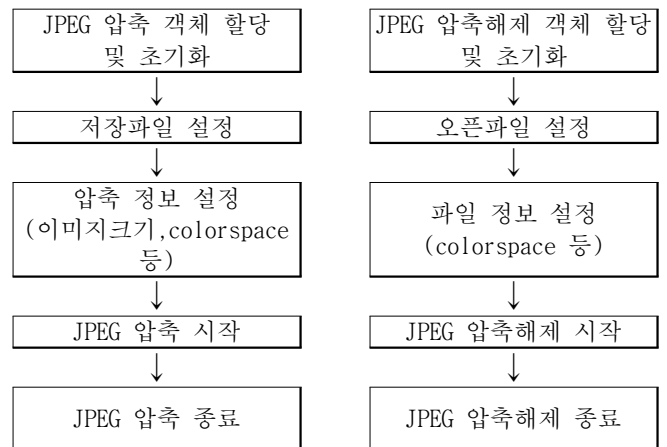 JPEG 압축 객체 할당
및 초기화
저장파일 설정
압축 정보 설정
(이미지크기,colorspace
등)
JPEG 압축 시작
JPEG 압축 종료
JPEG 압축해제 객체 할당
및 초기화
오픈파일 설정
파일 정보 설정
(colorspace 등)
JPEG 압축해제 시작
JPEG 압축해제 종료